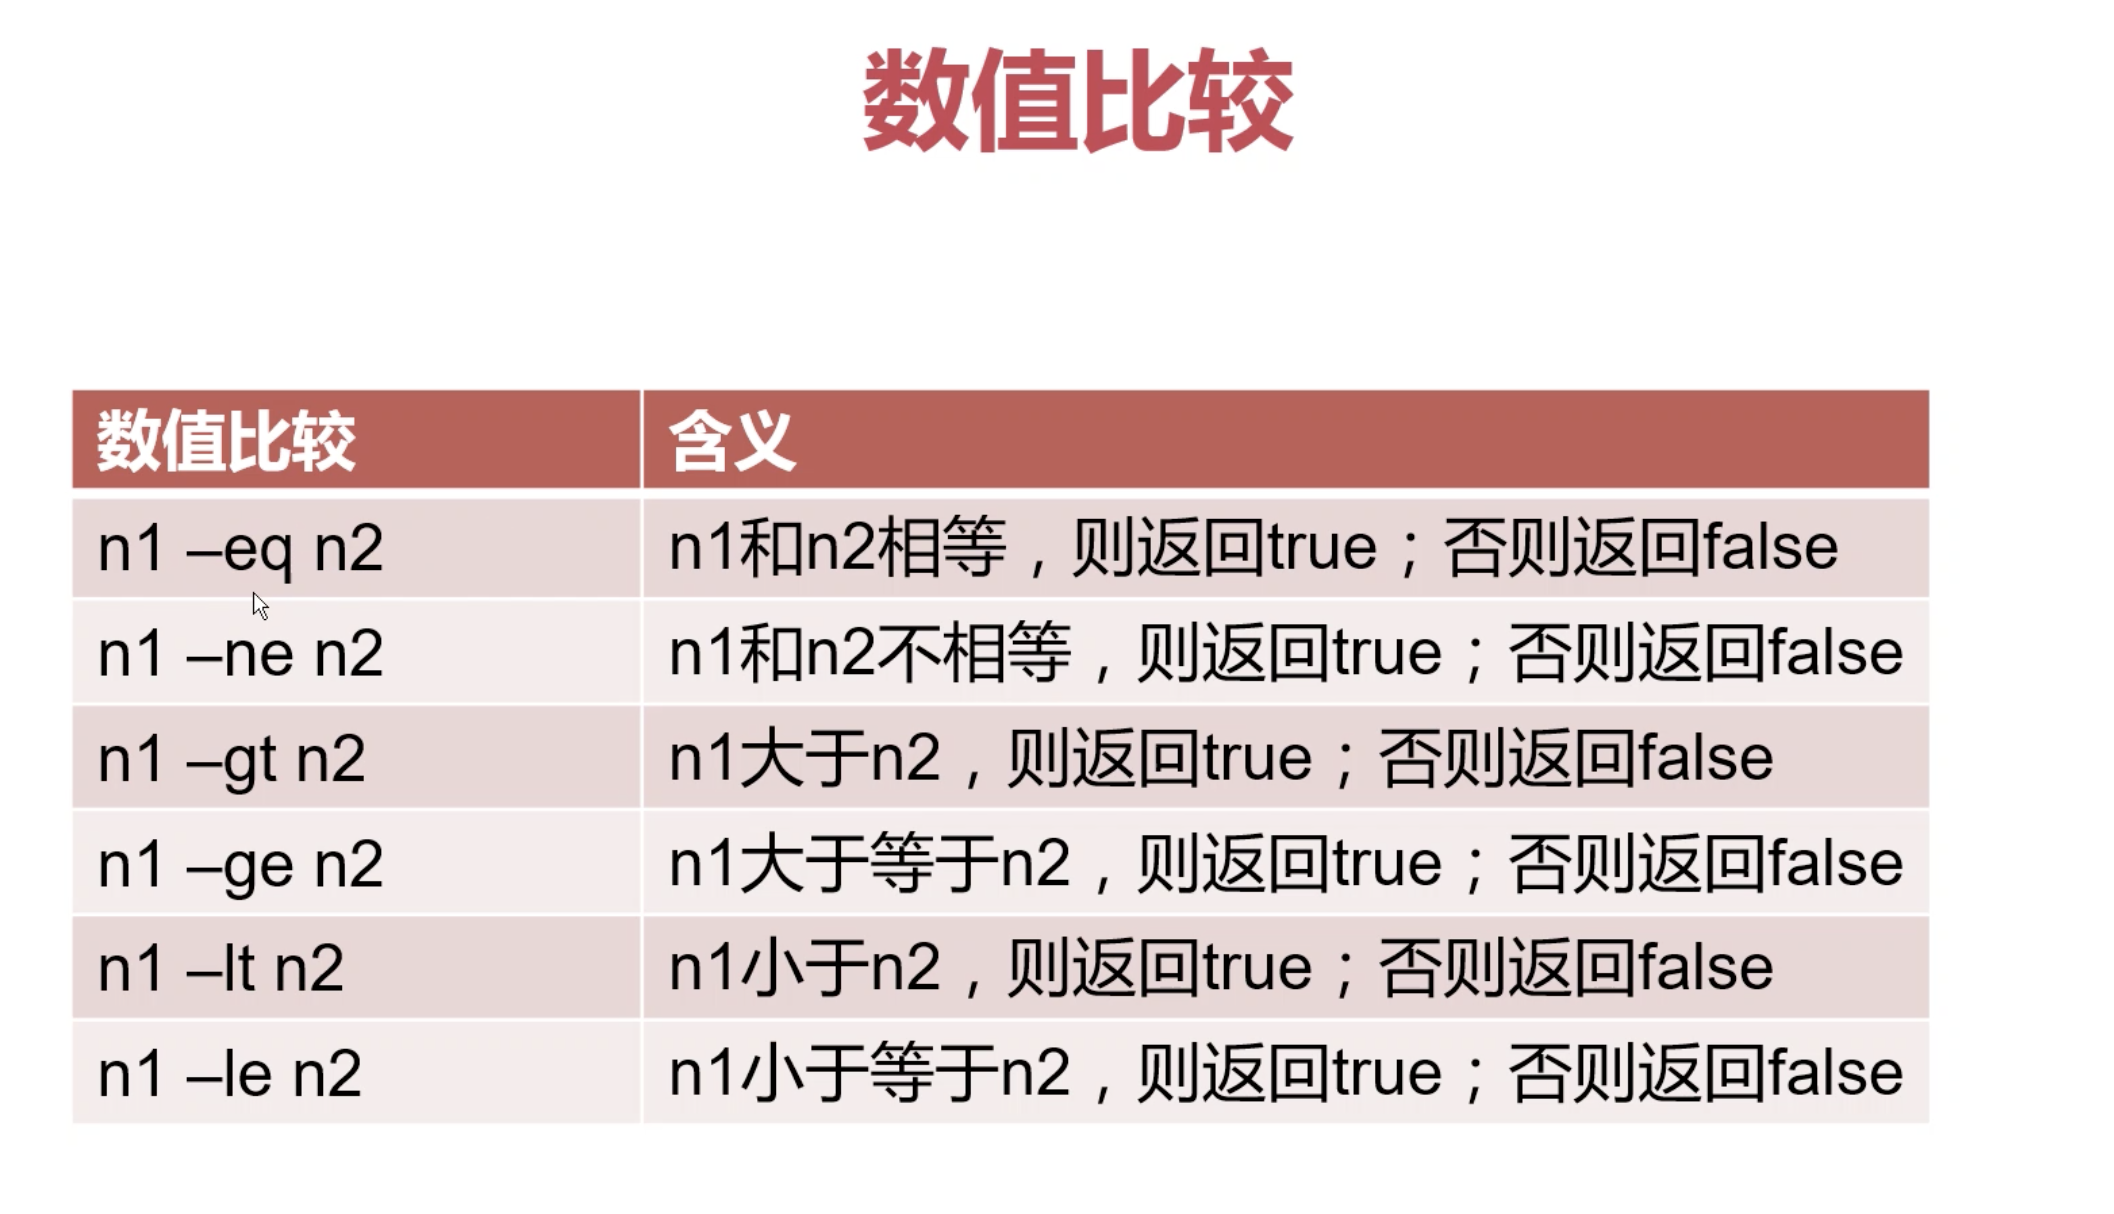 数值比较
数值比较 含义
n1 –eq n2 n1和n2相等，则返回true；否则返回false
n1 –ne n2 n1和n2不相等，则返回true；否则返回false
n1 –gt n2 n1大于n2，则返回true；否则返回false
n1 –ge n2 n1大于等于n2，则返回true；否则返回false
n1 –lt n2 n1小于n2，则返回true；否则返回false
n1 –le n2 n1小于等于n2，则返回true；否则返回false